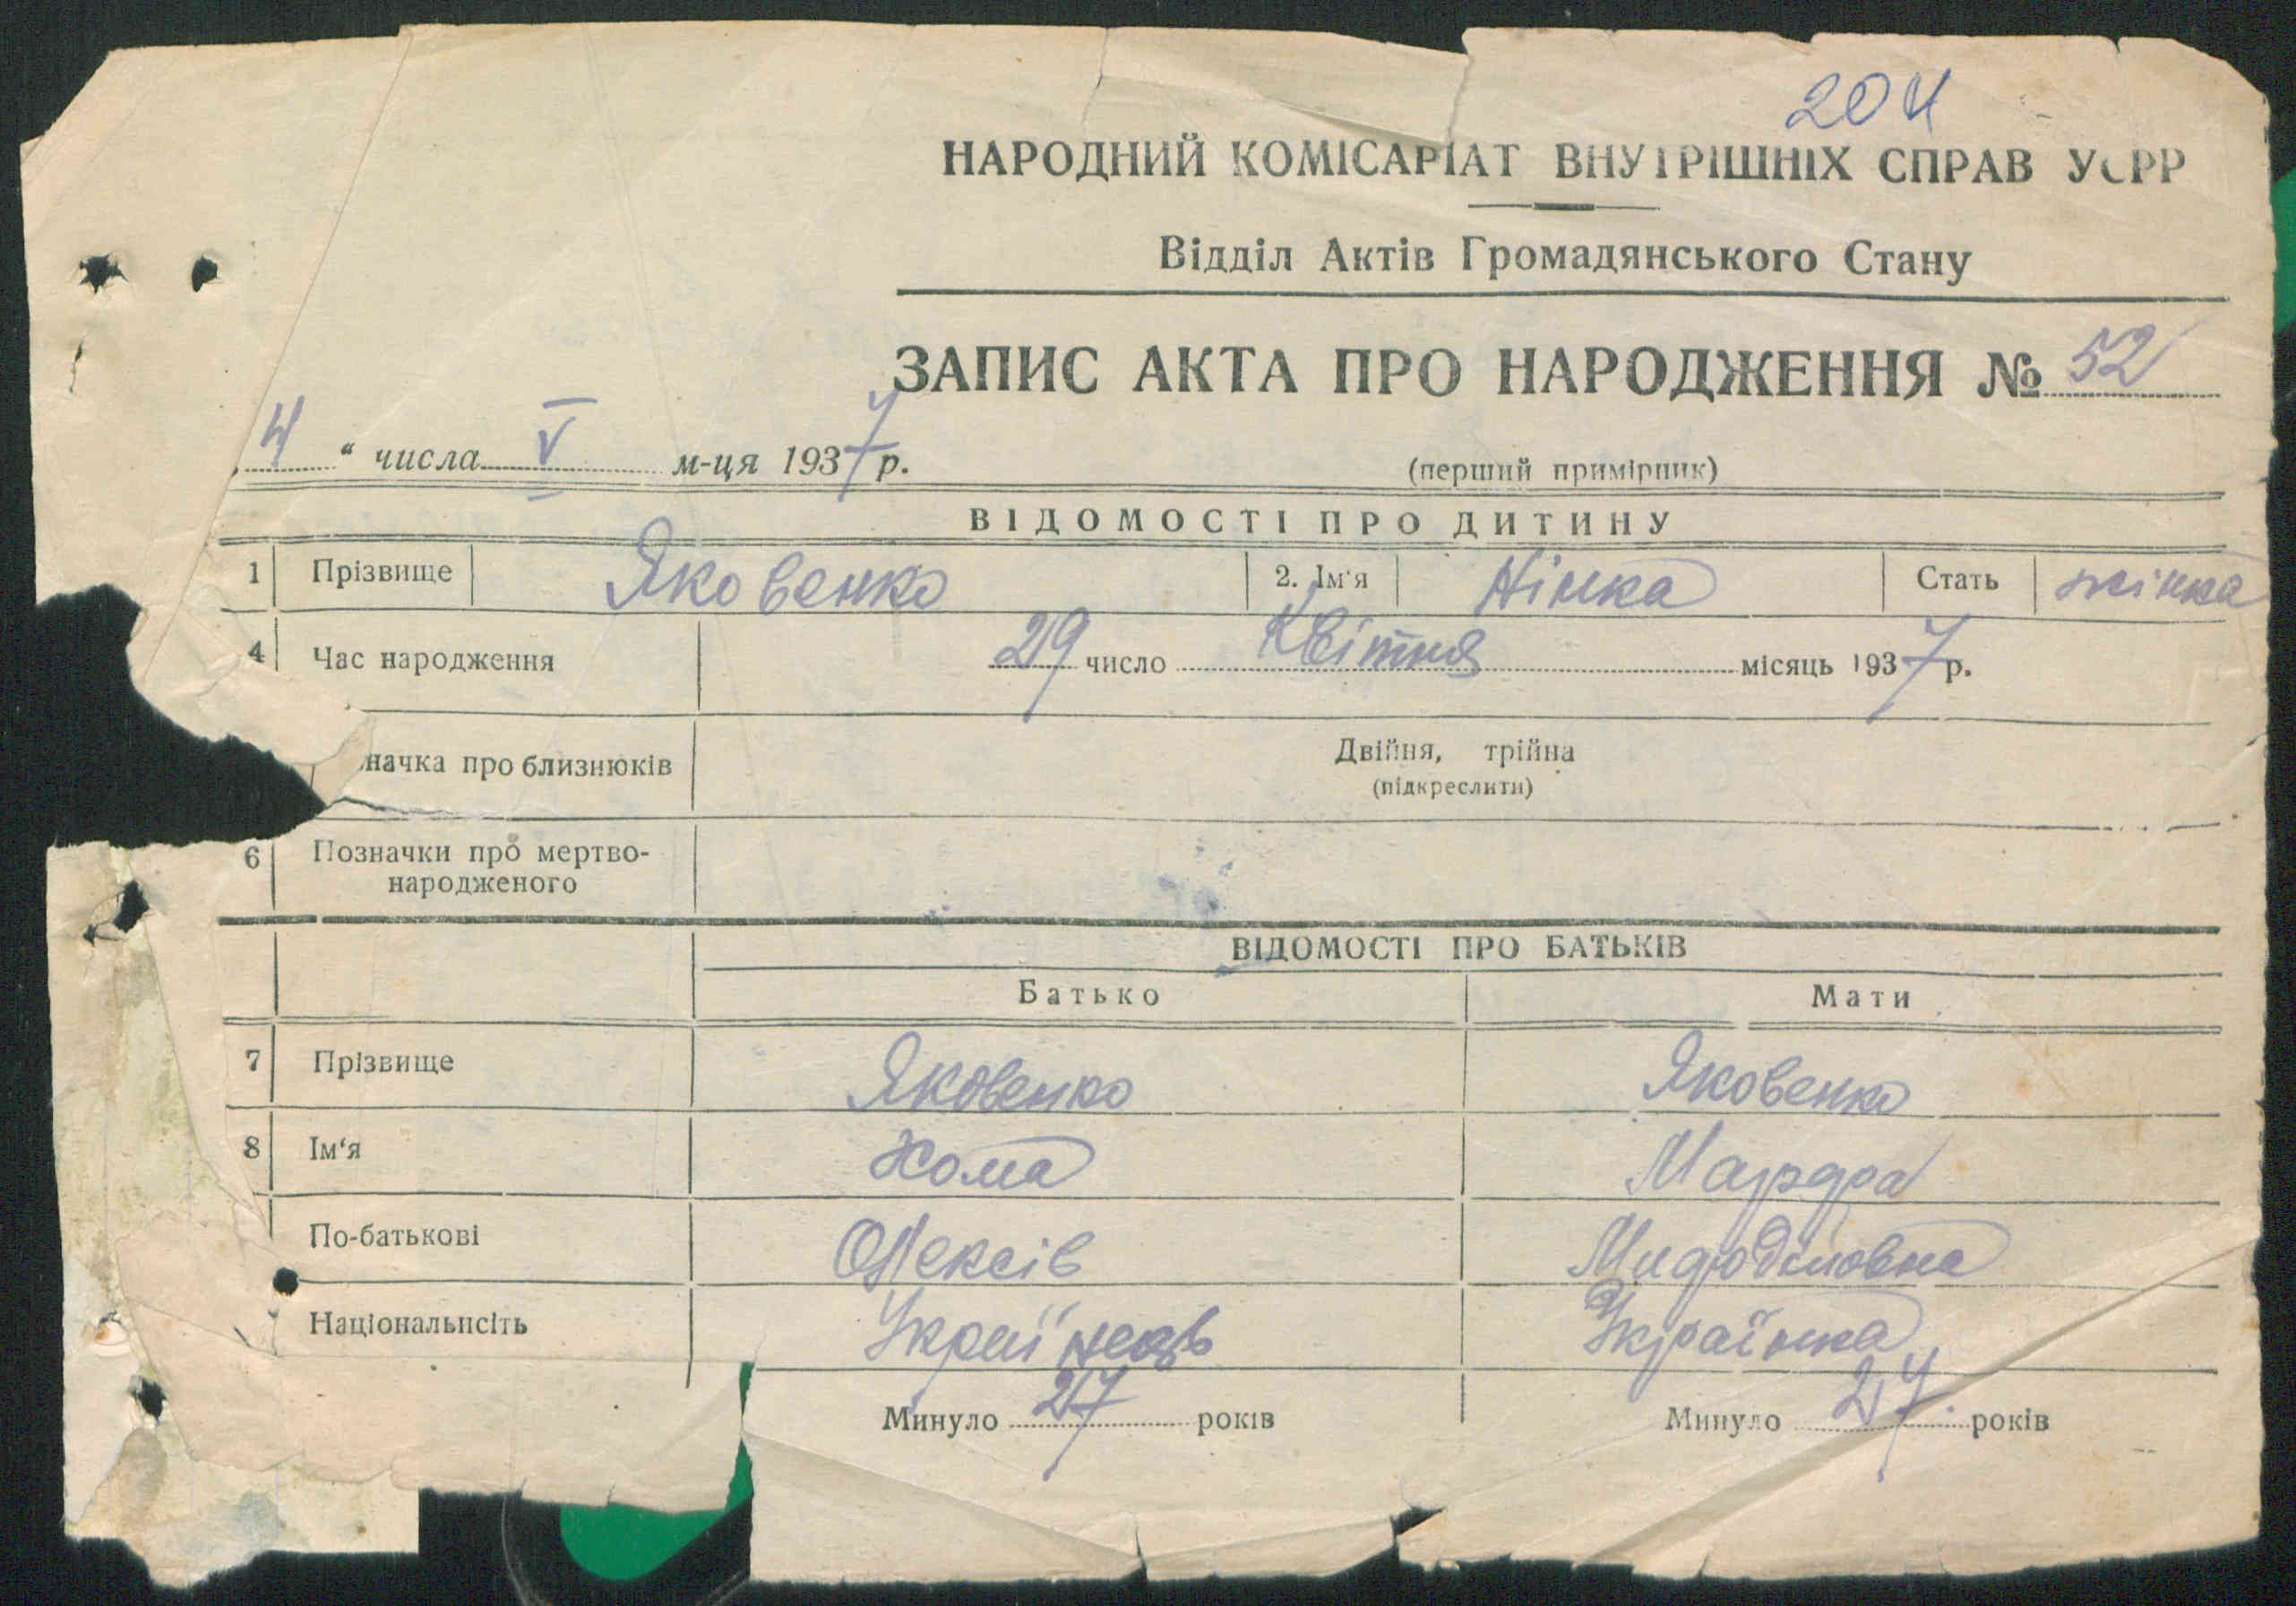 204
НАРОДНИЙ КОМІСАРІАТ ВНУТРІШНІХ СПРАВ УСРР
Відділ Актів Громадянського Стану
ЗАПИС АКТА ПРО НАРОДЖЕННЯ № 52
4 “ числа V м-ця 1937 р.
(перший примірник)
ВІДОМОСТІ ПРО ДИТИНУ
1 Прізвище Яковенко 2. Ім'я Нінка Стать жінка
4 Час народження 29 число Квітня місяць 1937 р.
начка про близнюків Двійня, трійна
(підкреслити)
6 Позначки про мертво-
народженого
ВІДОМОСТІ ПРО БАТЬКІВ
Батько Мати
7 Прізвище Яковенко Яковенко
8 Ім‘я Хома Марфа
По-батькові Олексів
Національнсіть Українець Українка
Минуло 27 років Минуло 27 років